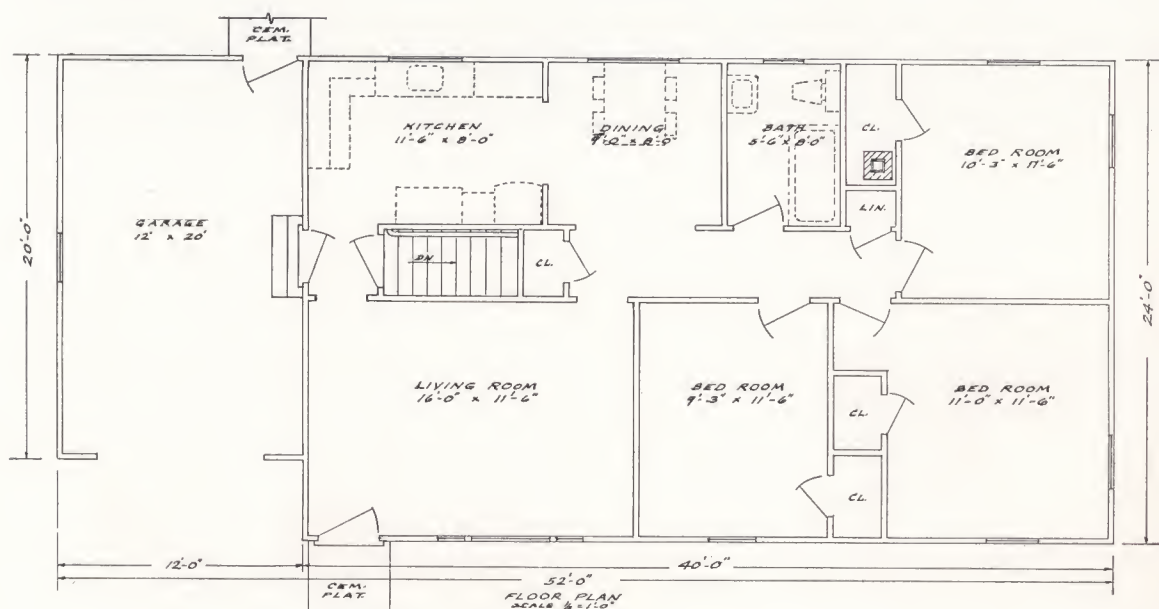 CEM.
PLAT.
KITCHEN
11'-6" x 8'-0"
DINING
BATH
5'-6" x 8'-0"
CL.
BED ROOM
10'-3" x 11'-6"
LIN.
GARAGE
12' x 20'
20'-0"
DN
CL.
24'-0"
LIVING ROOM
16'-0" x 11'-6"
BED ROOM
9'-3" x 11'-6"
BED ROOM
11'-0" x 11'-6"
CL.
CL.
12'-0"
40'-0"
52'-0"
CEM.
PLAT.
FLOOR PLAN
SCALE = 1'-0"